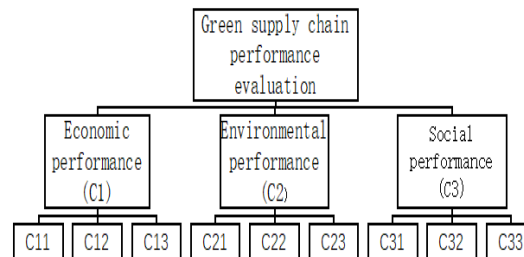 Green supply chain
performance
evaluation
Economic
performance
(C1)
Environmental
performance
(C2)
Social
performance
(C3)
C11 C12 C13 C21 C22 C23 C31 C32 C33